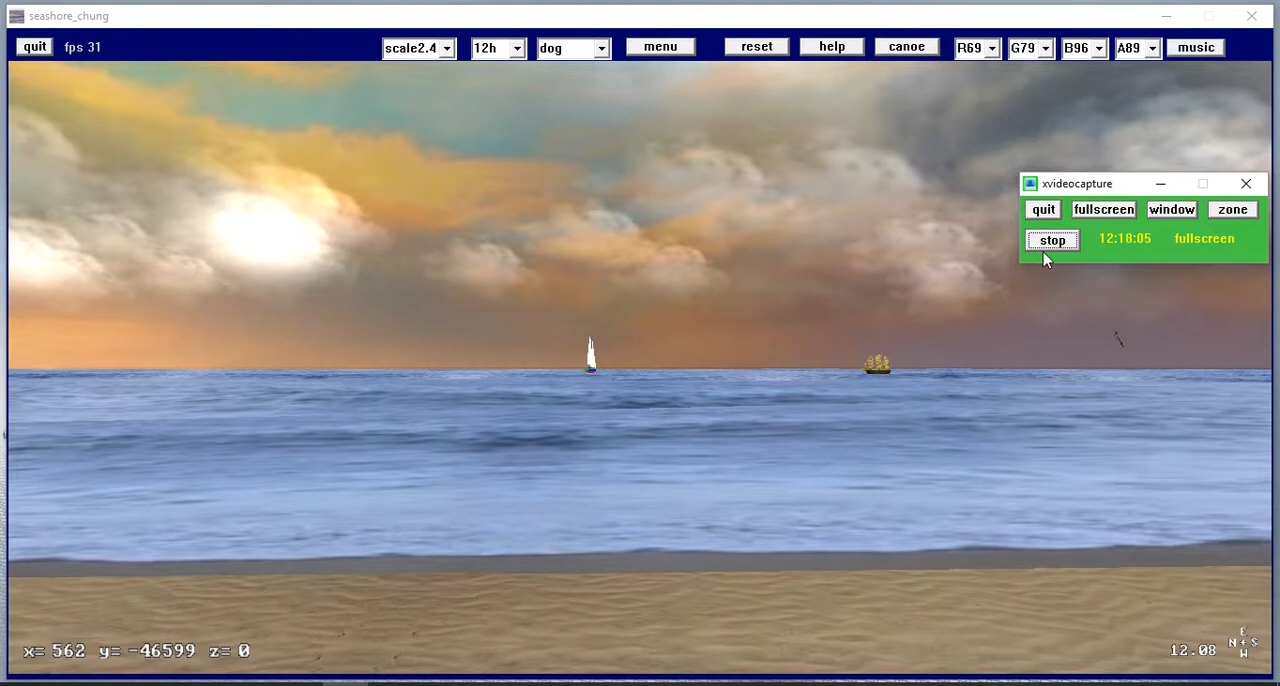 seashore_chung
quit fps 31 scale2.4 12h dog menu reset help canoe R69 G79 B96 A89 music
xvideocapture
quit fullscreen window zone
stop 12:18:05 fullscreen
x= 562 y= -46599 z= 0
12.08
E
N + S
W